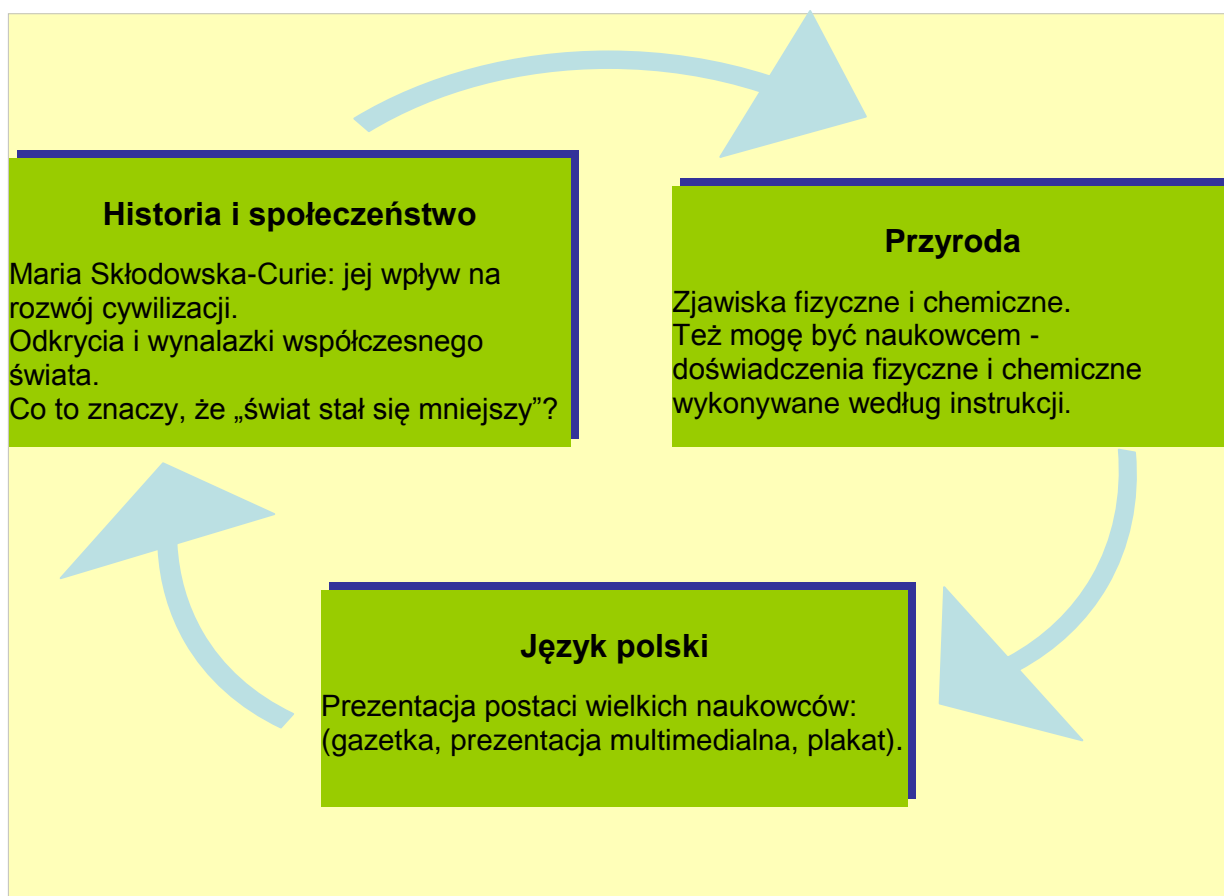 Historia i społeczeństwo
Maria Skłodowska-Curie: jej wpływ na
rozwój cywilizacji.
Odkrycia i wynalazki współczesnego
świata.
Co to znaczy, że „świat stał się mniejszy”?
Przyroda
Zjawiska fizyczne i chemiczne.
Też mogę być naukowcem -
doświadczenia fizyczne i chemiczne
wykonywane według instrukcji.
Język polski
Prezentacja postaci wielkich naukowców:
(gazetka, prezentacja multimedialna, plakat).